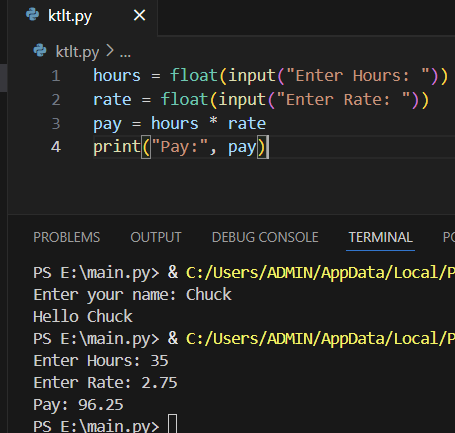 ktlt.py ×
ktlt.py > ...
1 hours = float(input("Enter Hours: "))
2 rate = float(input("Enter Rate: "))
3 pay = hours * rate
4 print("Pay:", pay)
PROBLEMS OUTPUT DEBUG CONSOLE TERMINAL
PS E:\main.py> & C:/Users/ADMIN/AppData/Local/
Enter your name: Chuck
Hello Chuck
PS E:\main.py> & C:/Users/ADMIN/AppData/Local/
Enter Hours: 35
Enter Rate: 2.75
Pay: 96.25
PS E:\main.py>